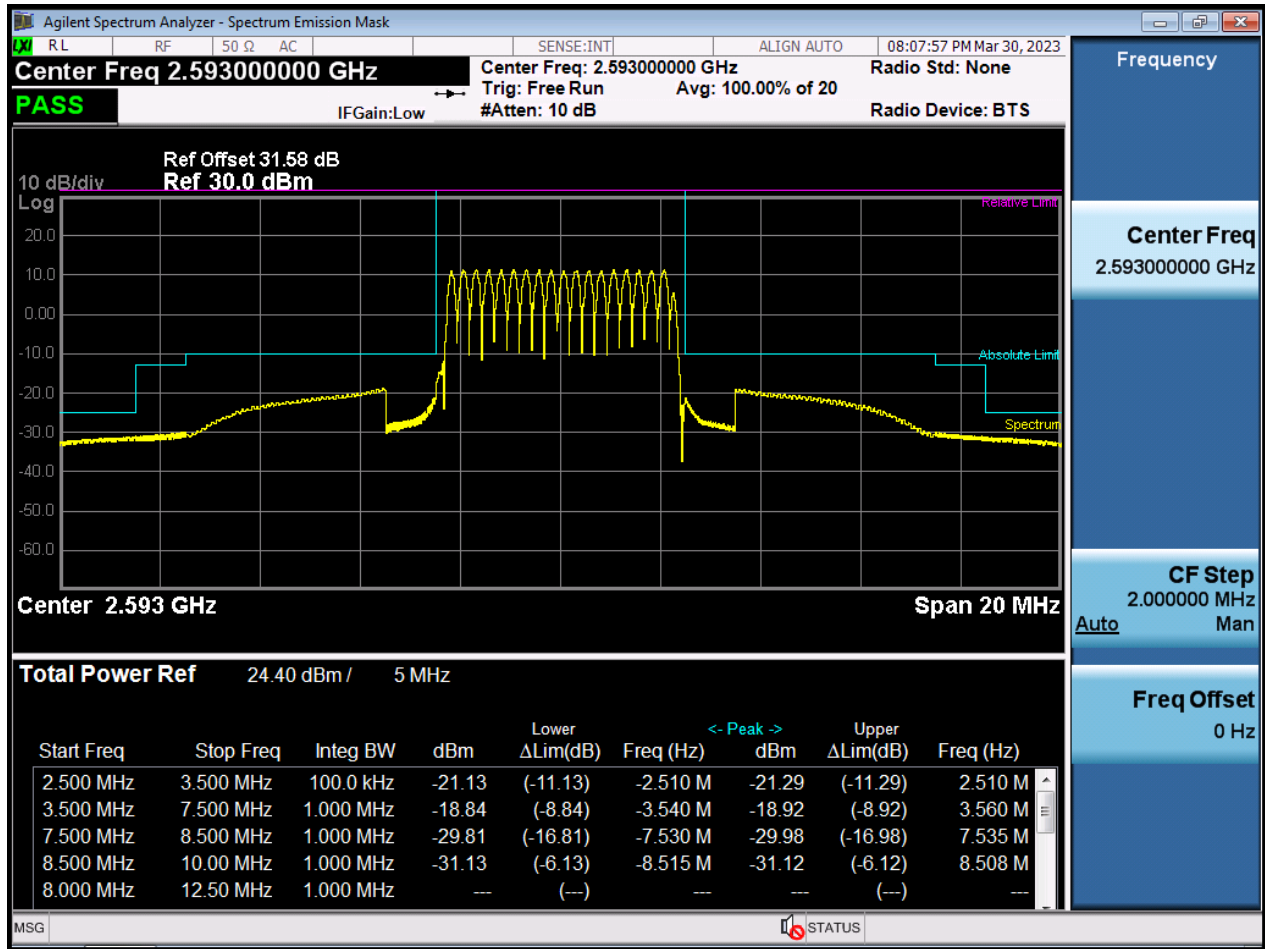 Agilent Spectrum Analyzer - Spectrum Emission Mask
LXI RL RF 50 Ω AC SENSE:INT ALIGN AUTO 08:07:57 PM Mar 30, 2023
Center Freq 2.593000000 GHz
PASS
IFGain:Low
Center Freq: 2.593000000 GHz
Trig: Free Run Avg: 100.00% of 20
#Atten: 10 dB
Radio Std: None
Radio Device: BTS
Ref Offset 31.58 dB
10 dB/div Ref 30.0 dBm
Log
Relative Limit
20.0
10.0
0.00
-10.0
Absolute Limit
-20.0
-30.0
Spectrum
-40.0
-50.0
-60.0
Center 2.593 GHz Span 20 MHz
Total Power Ref 24.40 dBm / 5 MHz
Lower <- Peak -> Upper
Start Freq Stop Freq Integ BW dBm ΔLim(dB) Freq (Hz) dBm ΔLim(dB) Freq (Hz)
2.500 MHz 3.500 MHz 100.0 kHz -21.13 (-11.13) -2.510 M -21.29 (-11.29) 2.510 M
3.500 MHz 7.500 MHz 1.000 MHz -18.84 (-8.84) -3.540 M -18.92 (-8.92) 3.560 M
7.500 MHz 8.500 MHz 1.000 MHz -29.81 (-16.81) -7.530 M -29.98 (-16.98) 7.535 M
8.500 MHz 10.00 MHz 1.000 MHz -31.13 (-6.13) -8.515 M -31.12 (-6.12) 8.508 M
8.000 MHz 12.50 MHz 1.000 MHz --- (---) --- --- (---) ---
MSG STATUS
Frequency
Center Freq
2.593000000 GHz
CF Step
2.000000 MHz
Auto Man
Freq Offset
0 Hz